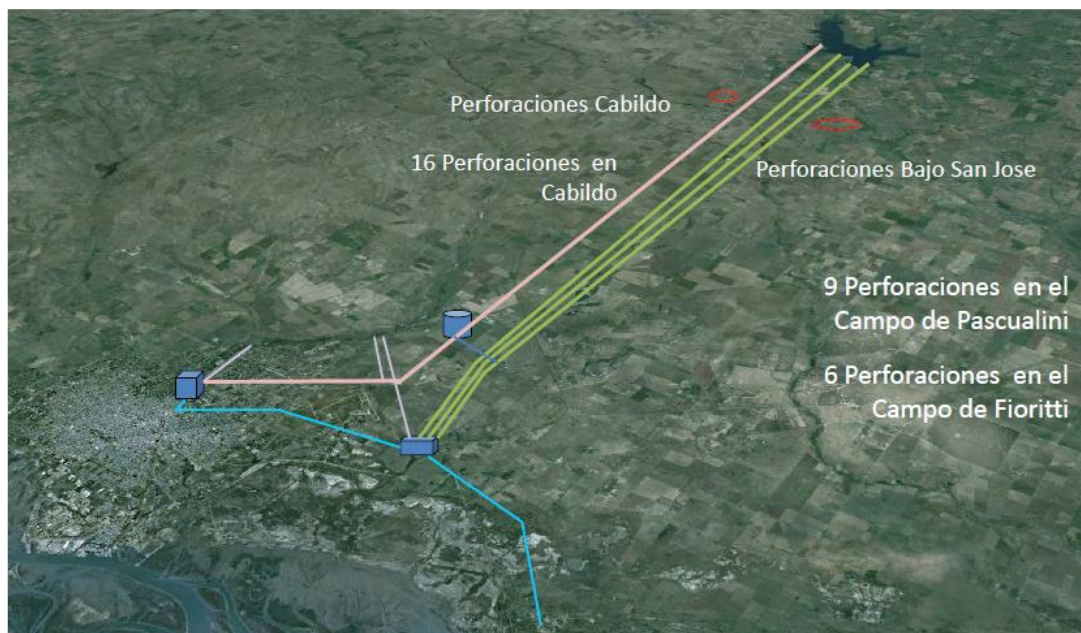 Perforaciones Cabildo
16 Perforaciones en
Cabildo
Perforaciones Bajo San Jose
9 Perforaciones en el
Campo de Pascualini
6 Perforaciones en el
Campo de Fioritti